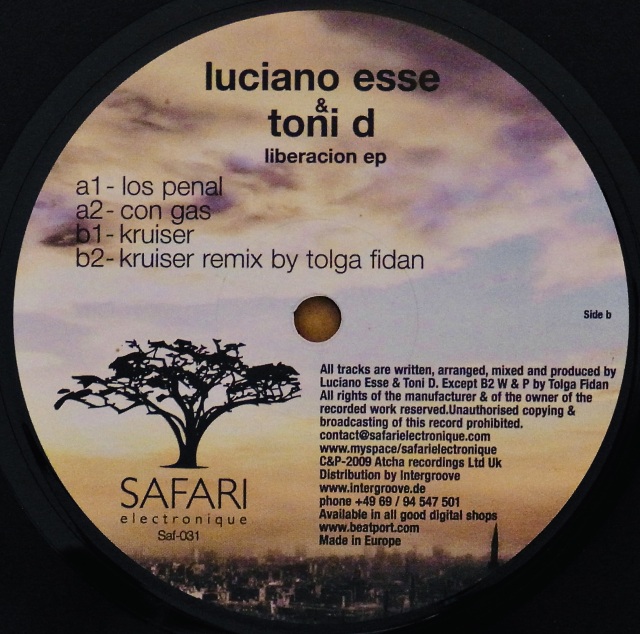 luciano esse
&
toni d
liberacion ep
a1 - los penal
a2 - con gas
b1 - kruiser
b2 - kruiser remix by tolga fidan
Side b
All tracks are written, arranged, mixed and produced by
Luciano Esse & Toni D. Except B2 W & P by Tolga Fidan
All rights of the manufacturer & of the owner of the
recorded work reserved.Unauthorised copying &
broadcasting of this record prohibited.
contact@safarielectronique.com
www.myspace/safarielectronique
C&P-2009 Atcha recordings Ltd Uk
Distribution by Intergroove
www.intergroove.de
phone +49 69 / 94 547 501
Available in all good digital shops
www.beatport.com
Made in Europe
SAFARI
electronique
Saf-031